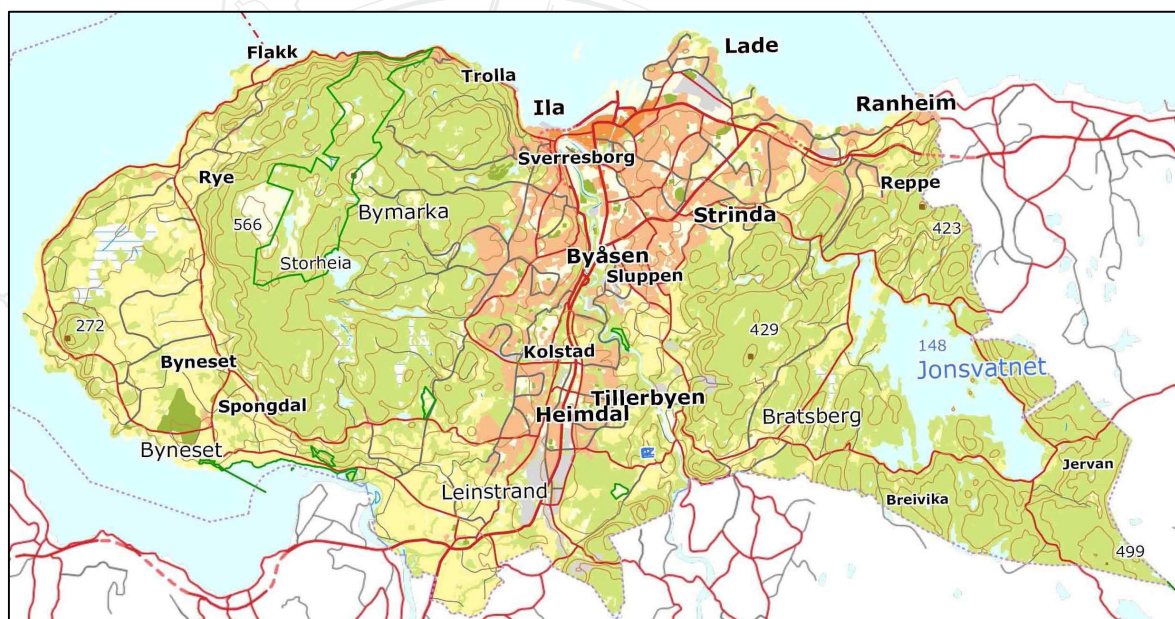 Flakk
Lade
Trolla
Ila
Ranheim
Sverresborg
Rye
Reppe
566
Bymarka
Strinda
423
Storheia
Byåsen
Sluppen
272
429
148
Jonsvatnet
Kolstad
Byneset
Spongdal
Tillerbyen
Heimdal
Bratsberg
Byneset
Jervan
Leinstrand
Breivika
499